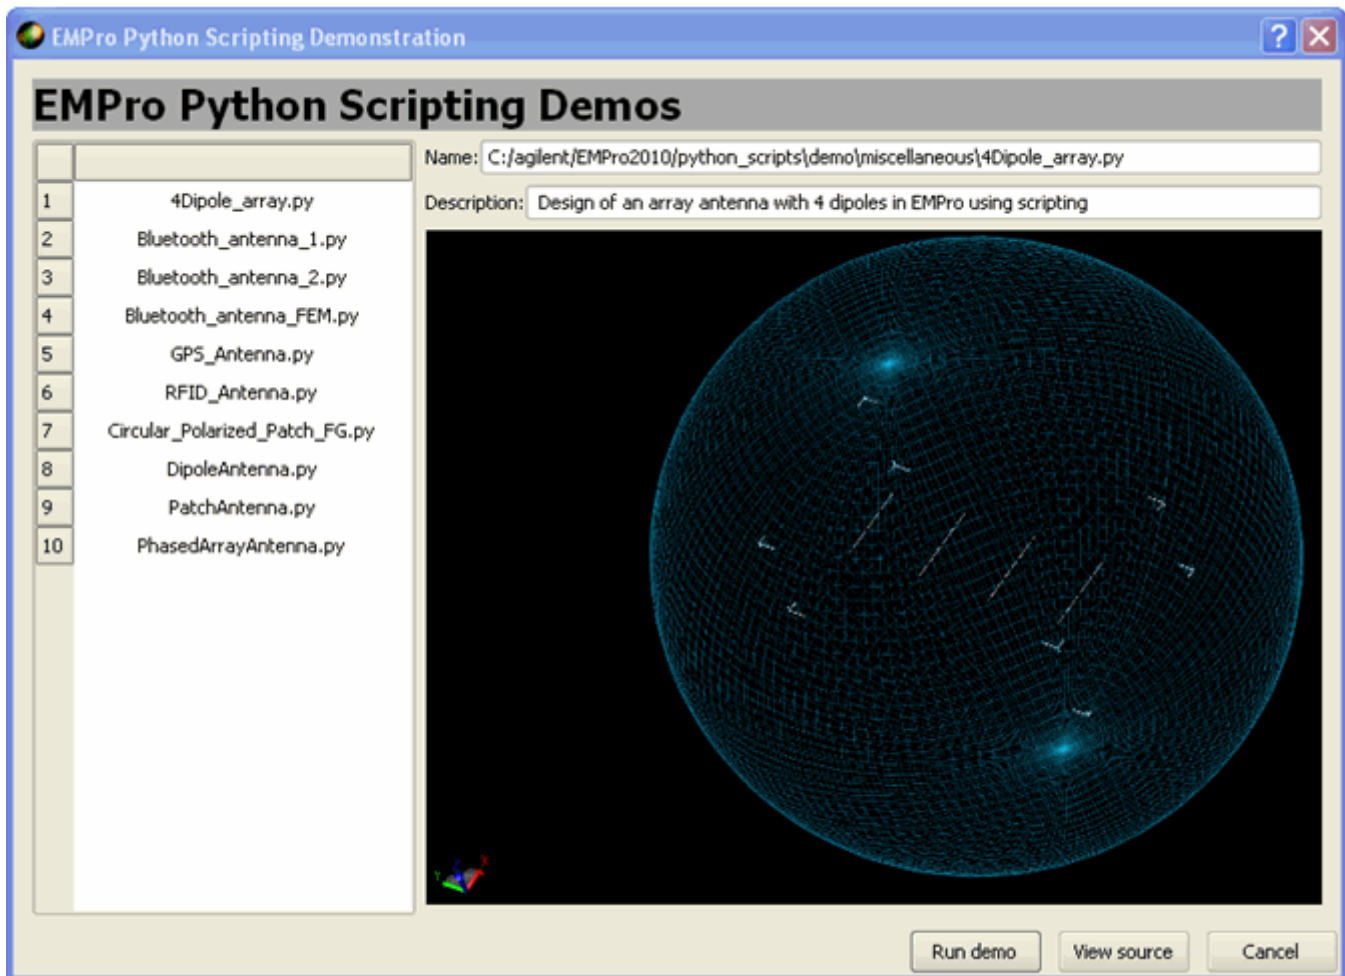 EMPro Python Scripting Demonstration
EMPro Python Scripting Demos
Name: C:/agilent/EMPro2010/python_scripts\demo\miscellaneous\4Dipole_array.py
Description: Design of an array antenna with 4 dipoles in EMPro using scripting
1 4Dipole_array.py
2 Bluetooth_antenna_1.py
3 Bluetooth_antenna_2.py
4 Bluetooth_antenna_FEM.py
5 GPS_Antenna.py
6 RFID_Antenna.py
7 Circular_Polarized_Patch_FG.py
8 DipoleAntenna.py
9 PatchAntenna.py
10 PhasedArrayAntenna.py
Y Z X
Run demo View source Cancel